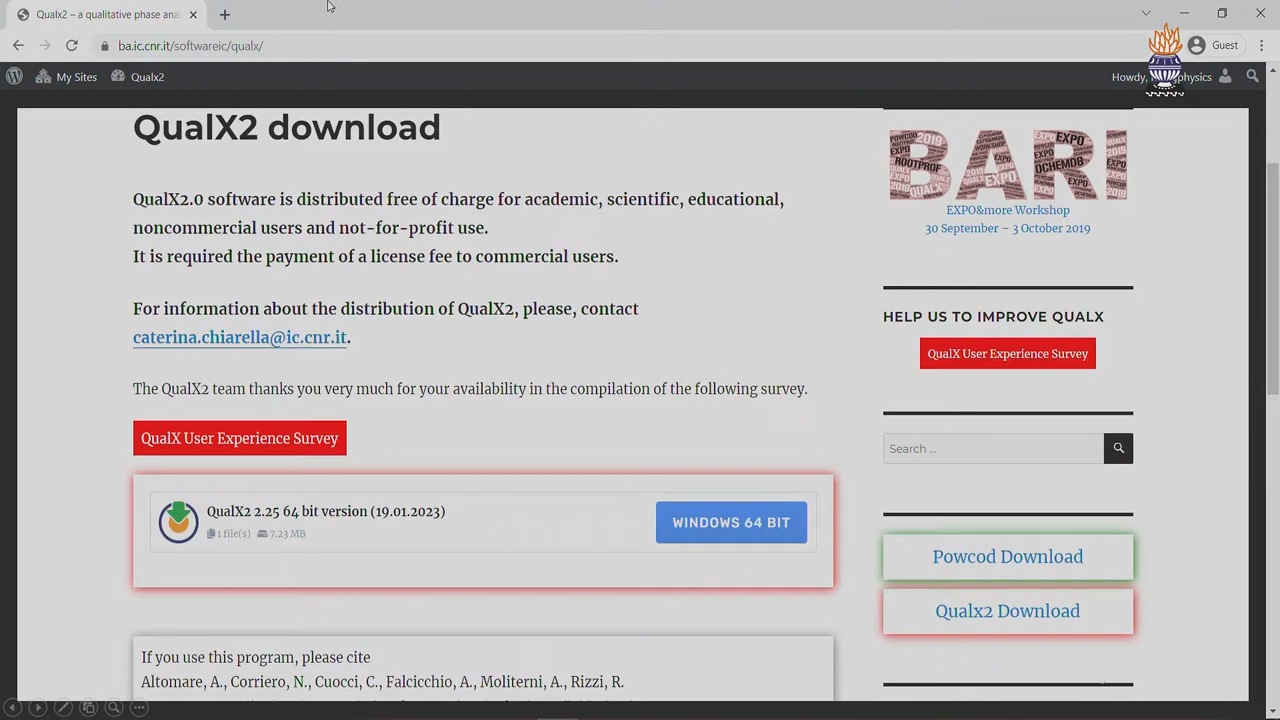 Qualx2 – a qualitative phase ana
ba.ic.cnr.it/softwareic/qualx/
Guest
My Sites
Qualx2
Howdy,
physics
QualX2 download
QualX2.0 software is distributedfree of charge for academic, scientific, educational,
noncommercial users and not-for-profit use.
It is required the payment of a license fee to commercial users.
For information about the distribution of QualX2, please, contact
caterina.chiarella@ic.cnr.it.
The QualX2 team thanks you very much for your availability in the compilation of the following survey.
QualX User Experience Survey
QualX2 2.25 64 bit version (19.01.2023)
1 file(s) 7.23 MB
WINDOWS 64 BIT
If you use this program, please cite
Altomare, A., Corriero, N., Cuocci, C., Falcicchio, A., Moliterni, A., Rizzi, R.
BARI
EXPO&more Workshop
30 September – 3 October 2019
HELP US TO IMPROVE QUALX
QualX User Experience Survey
Search ...
Powcod Download
Qualx2 Download